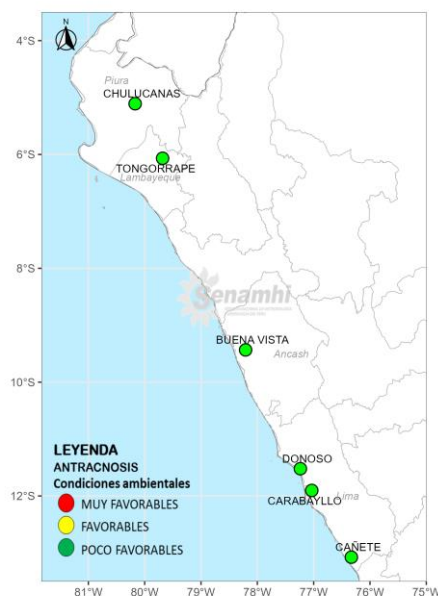 4°S
N
Piura
CHULUCANAS
6°S
TONGORRAPE
Lambayeque
8°S
Senamhi
BUENA VISTA
Ancash
10°S
LEYENDA
ANTRACNOSIS
Condiciones ambientales
MUY FAVORABLES
FAVORABLES
POCO FAVORABLES
DONOSO
12°S
CARABAYLLO
Lima
CAÑETE
81°W 80°W 79°W 78°W 77°W 76°W 75°W